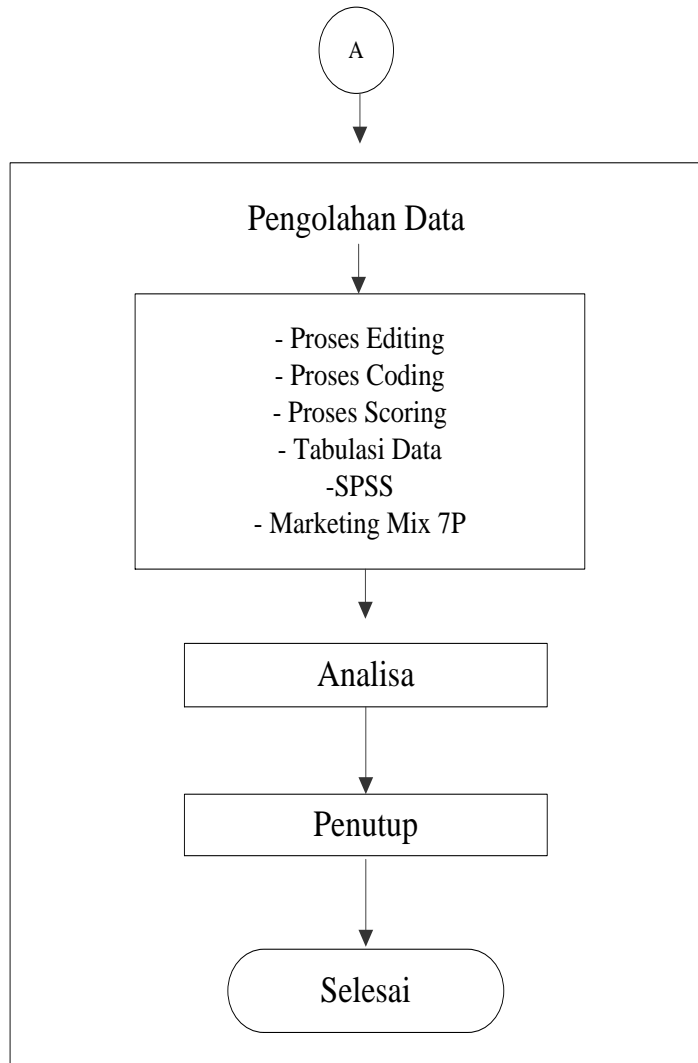 A
Pengolahan Data
- Proses Editing
- Proses Coding
- Proses Scoring
- Tabulasi Data
-SPSS
- Marketing Mix 7P
Analisa
Penutup
Selesai